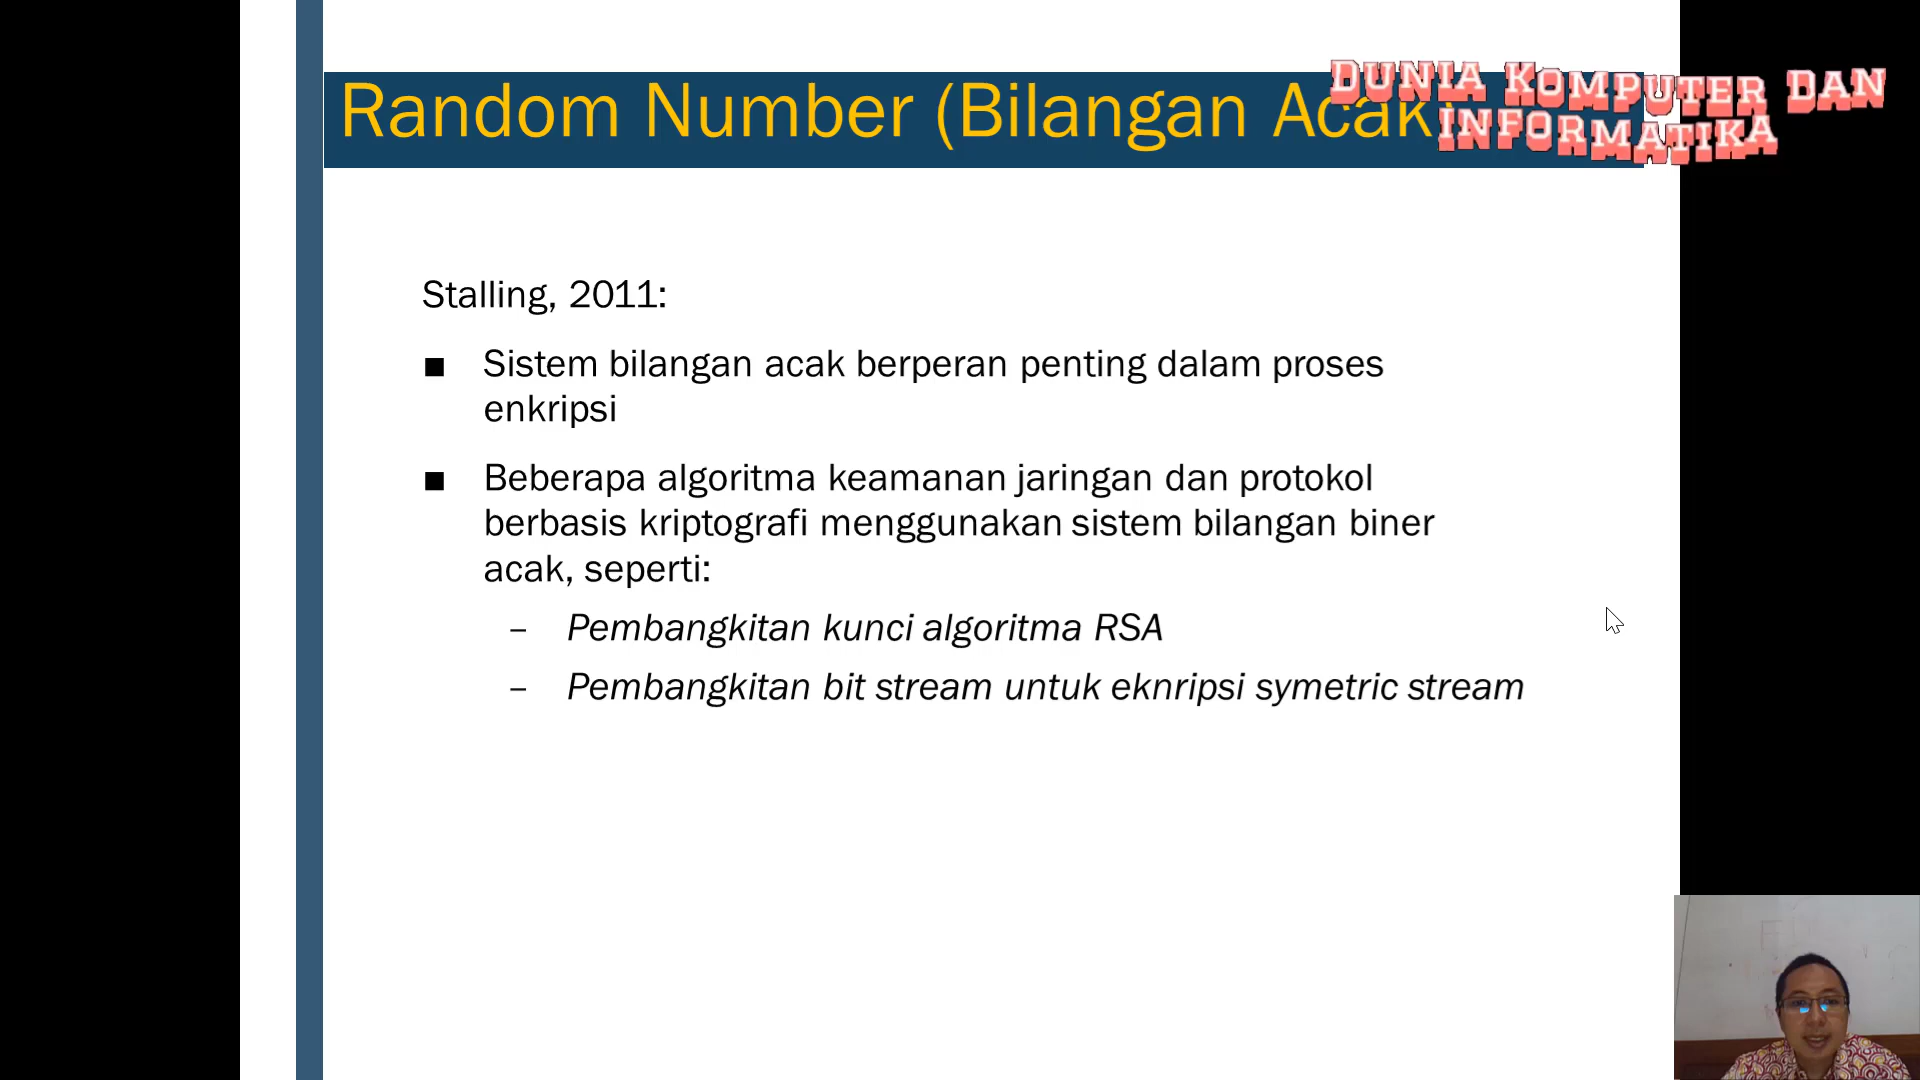 Random Number (Bilangan Acak)
DUNIA KOMPUTER DAN
INFORMATIKA
Stalling, 2011:
■ Sistem bilangan acak berperan penting dalam proses
enkripsi
■ Beberapa algoritma keamanan jaringan dan protokol
berbasis kriptografi menggunakan sistem bilangan biner
acak, seperti:
– Pembangkitan kunci algoritma RSA
– Pembangkitan bit stream untuk eknripsi symetric stream